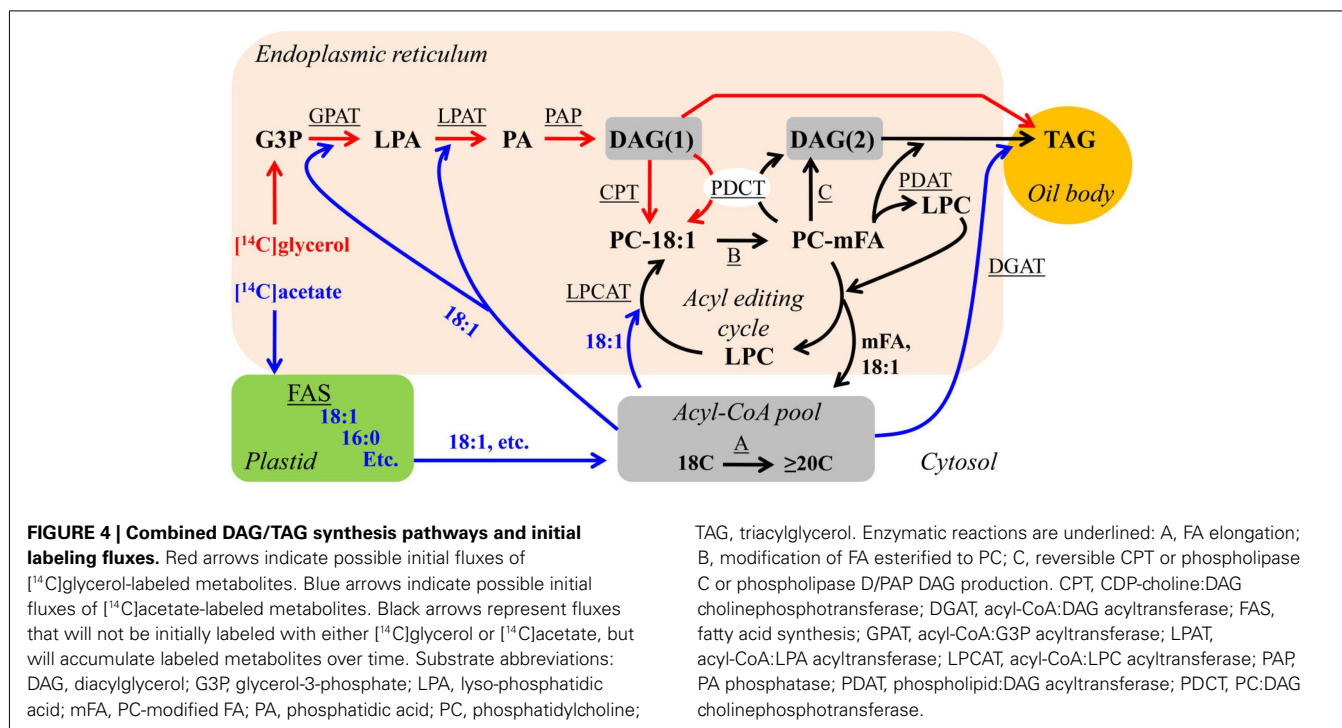 Endoplasmic reticulum
GPAT LPAT PAP
G3P LPA PA DAG(1) DAG(2) TAG
Oil body
CPT PDCT C PDAT
LPC
PC-18:1 B PC-mFA
DGAT
[¹⁴C]glycerol
[¹⁴C]acetate
LPCAT Acyl editing
cycle
18:1 18:1 LPC mFA,
18:1
FAS
18:1
16:0
Plastid Etc.
18:1, etc.
Acyl-CoA pool
A
18C ≥20C
Cytosol
FIGURE 4 | Combined DAG/TAG synthesis pathways and initial
labeling fluxes. Red arrows indicate possible initial fluxes of
[¹⁴C]glycerol-labeled metabolites. Blue arrows indicate possible initial
fluxes of [¹⁴C]acetate-labeled metabolites. Black arrows represent fluxes
that will not be initially labeled with either [¹⁴C]glycerol or [¹⁴C]acetate, but
will accumulate labeled metabolites over time. Substrate abbreviations:
DAG, diacylglycerol; G3P, glycerol-3-phosphate; LPA, lyso-phosphatidic
acid; mFA, PC-modified FA; PA, phosphatidic acid; PC, phosphatidylcholine;
TAG, triacylglycerol. Enzymatic reactions are underlined: A, FA elongation;
B, modification of FA esterified to PC; C, reversible CPT or phospholipase
C or phospholipase D/PAP DAG production. CPT, CDP-choline:DAG
cholinephosphotransferase; DGAT, acyl-CoA:DAG acyltransferase; FAS,
fatty acid synthesis; GPAT, acyl-CoA:G3P acyltransferase; LPAT,
acyl-CoA:LPA acyltransferase; LPCAT, acyl-CoA:LPC acyltransferase; PAP,
PA phosphatase; PDAT, phospholipid:DAG acyltransferase; PDCT, PC:DAG
cholinephosphotransferase.